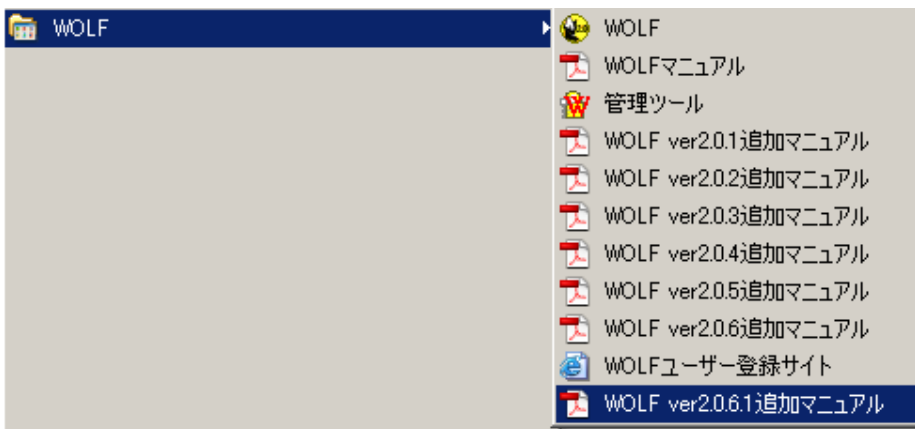 WOLF
WOLF
WOLFマニュアル
管理ツール
WOLF ver2.0.1追加マニュアル
WOLF ver2.0.2追加マニュアル
WOLF ver2.0.3追加マニュアル
WOLF ver2.0.4追加マニュアル
WOLF ver2.0.5追加マニュアル
WOLF ver2.0.6追加マニュアル
WOLFユーザー登録サイト
WOLF ver2.0.6.1追加マニュアル